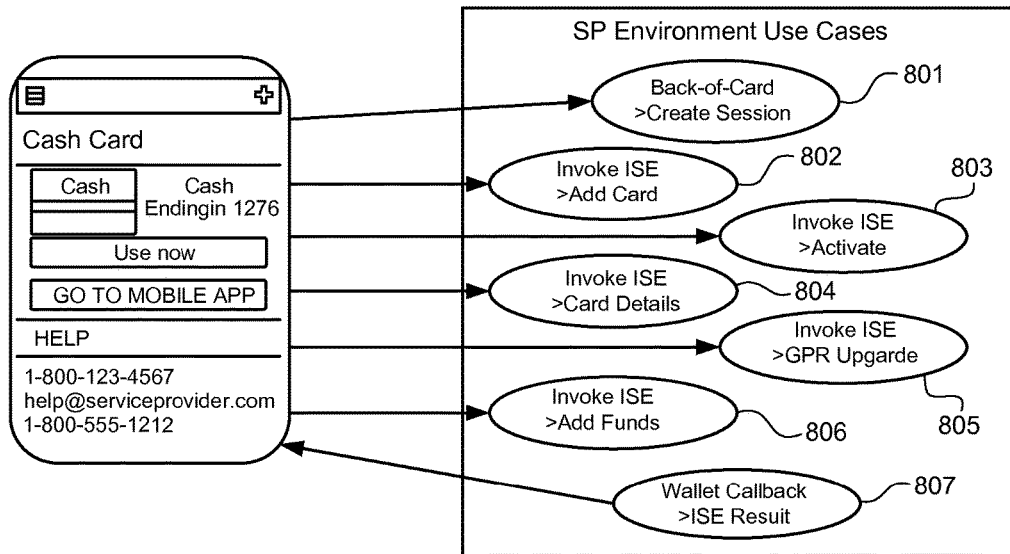 SP Environment Use Cases
Cash Card
Cash
Cash
Endingin 1276
Use now
GO TO MOBILE APP
HELP
1-800-123-4567
help@serviceprovider.com
1-800-555-1212
Back-of-Card
>Create Session
801
Invoke ISE
>Add Card
802
Invoke ISE
>Activate
803
Invoke ISE
>Card Details
804
Invoke ISE
>GPR Upgarde
805
Invoke ISE
>Add Funds
806
Wallet Callback
>ISE Resuit
807